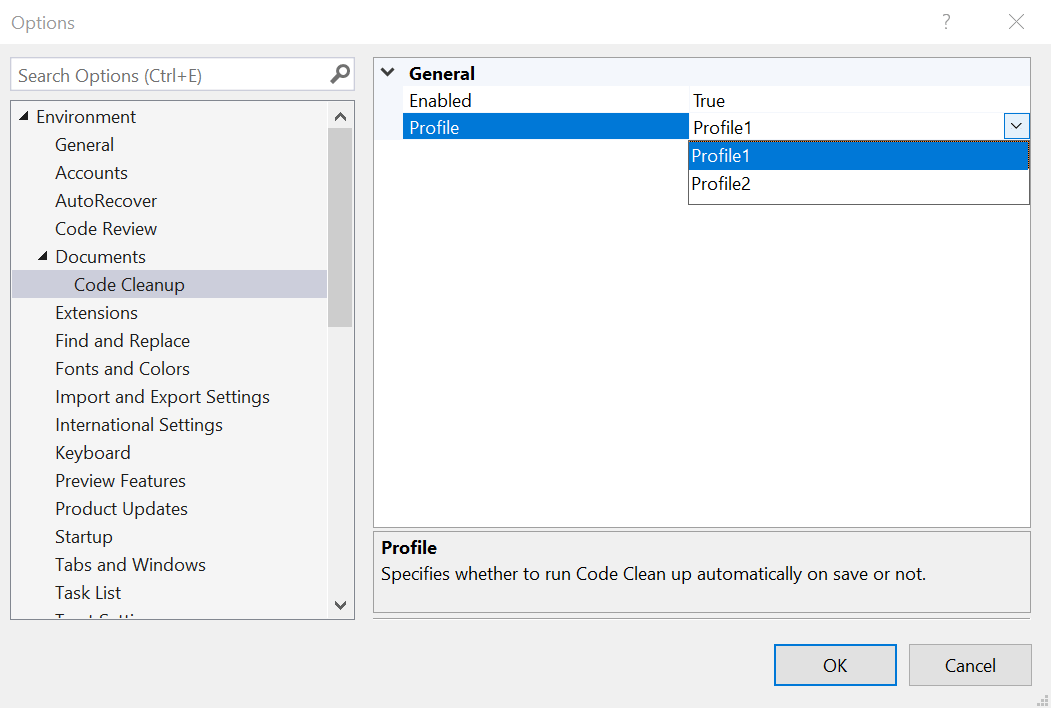 Options
?
Search Options (Ctrl+E)
Environment
General
Accounts
AutoRecover
Code Review
Documents
Code Cleanup
Extensions
Find and Replace
Fonts and Colors
Import and Export Settings
International Settings
Keyboard
Preview Features
Product Updates
Startup
Tabs and Windows
Task List
General
Enabled True
Profile Profile1
Profile1
Profile2
Profile
Specifies whether to run Code Clean up automatically on save or not.
OK Cancel